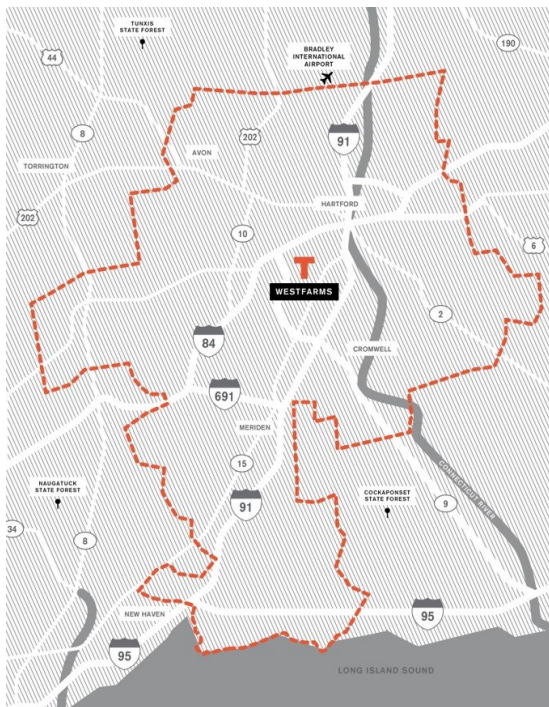 TUNXIS
STATE FOREST
44
BRADLEY
INTERNATIONAL
AIRPORT
190
8
202
91
AVON
TORRINGTON
202
HARTFORD
10
6
WESTFARMS
2
84
CROMWELL
691
MERIDEN
15
NAUGATUCK
STATE FOREST
91
COCKAPONSET
STATE FOREST
CONNECTICUT RIVER
9
34
8
NEW HAVEN
95
95
LONG ISLAND SOUND